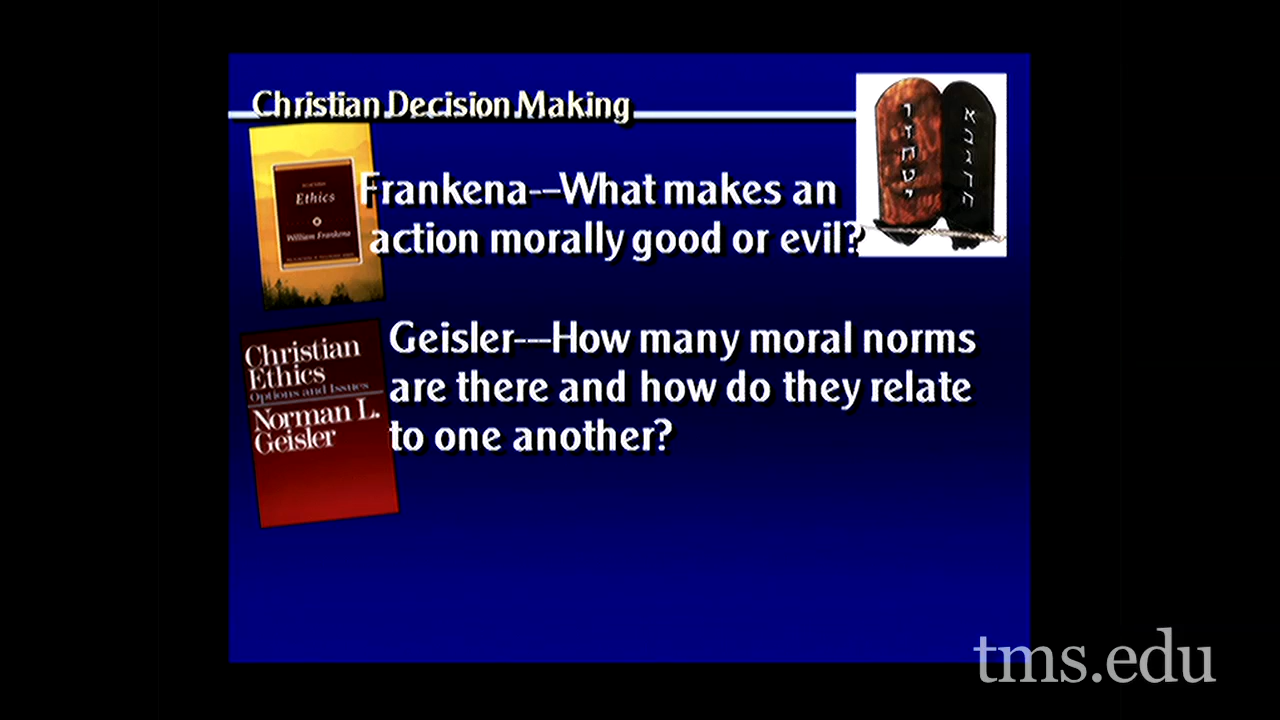 Christian Decision Making
Frankena---What makes an
action morally good or evil?
Ethics
William Frankena
Geisler---How many moral norms
are there and how do they relate
to one another?
Christian
Ethics
Options and Issues
Norman L.
Geisler
ו
ז
ח
ט
י
א
ב
ג
ד
ה
tms.edu